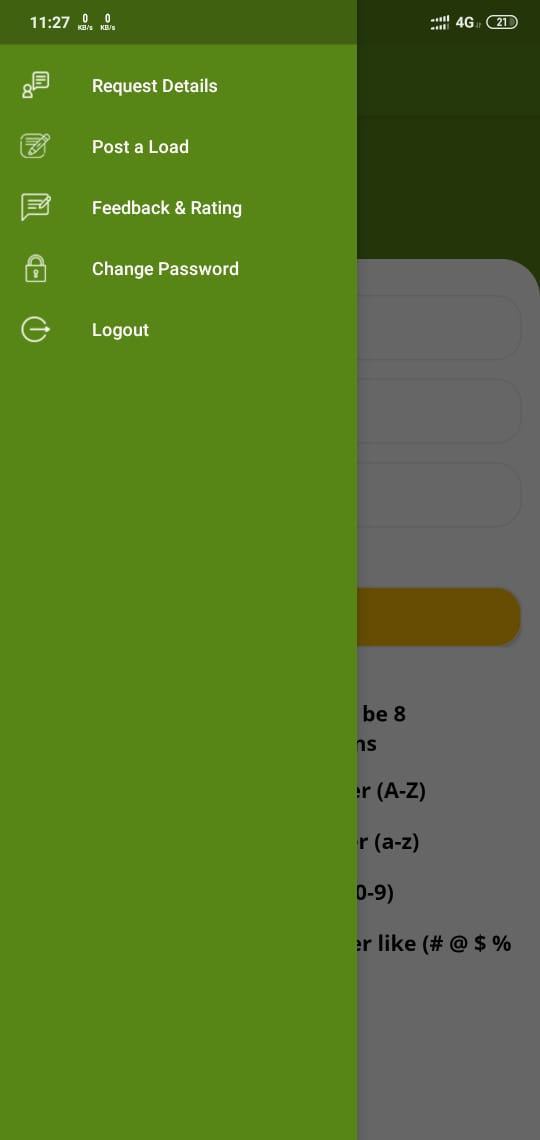 11:27 0 KB/s 0 KB/s 4G 21
Request Details
Post a Load
Feedback & Rating
Change Password
Logout
be 8
ns
er (A-Z)
r (a-z)
0-9)
er like (# @ $ %